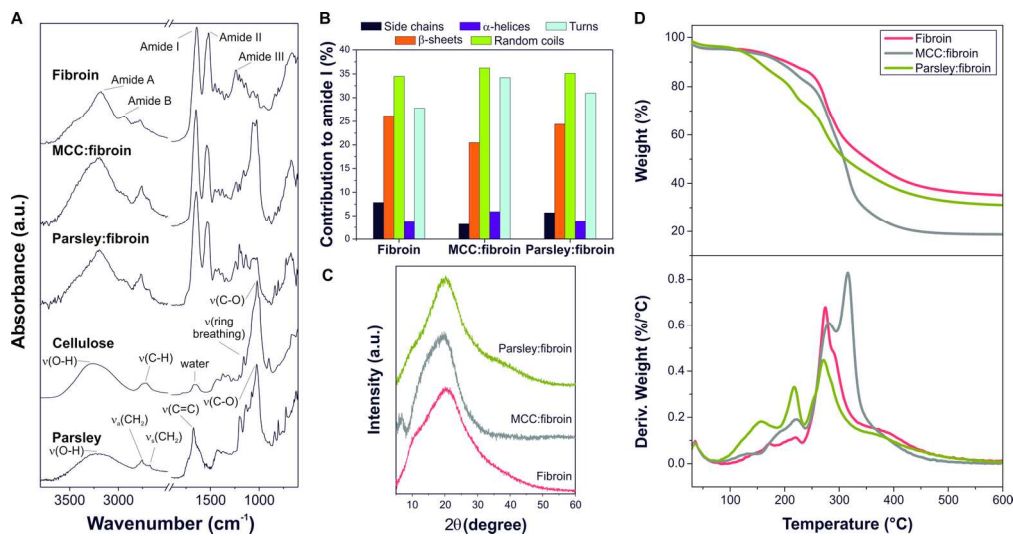 A
Amide I
Amide II
Amide III
Fibroin
Amide A
Amide B
MCC:fibroin
Parsley:fibroin
ν(C-O)
ν(ring
breathing)
Cellulose
ν(O-H)
ν(C-H)
water
ν(C-O)
ν(C=C)
Parsley
νₐ(CH₂)
νₛ(CH₂)
ν(O-H)
Absorbance (a.u.)
3500 3000 1500 1000
Wavenumber (cm⁻¹)
B
Side chains α-helices Turns
β-sheets Random coils
Contribution to amide I (%)
40
35
30
25
20
15
10
5
0
Fibroin MCC:fibroin Parsley:fibroin
C
Intensity (a.u.)
Parsley:fibroin
MCC:fibroin
Fibroin
10 20 30 40 50 60
2θ (degree)
D
Fibroin
MCC:fibroin
Parsley:fibroin
Weight (%)
100
80
60
40
20
Deriv. Weight (%/°C)
0.8
0.6
0.4
0.2
0.0
100 200 300 400 500 600
Temperature (°C)